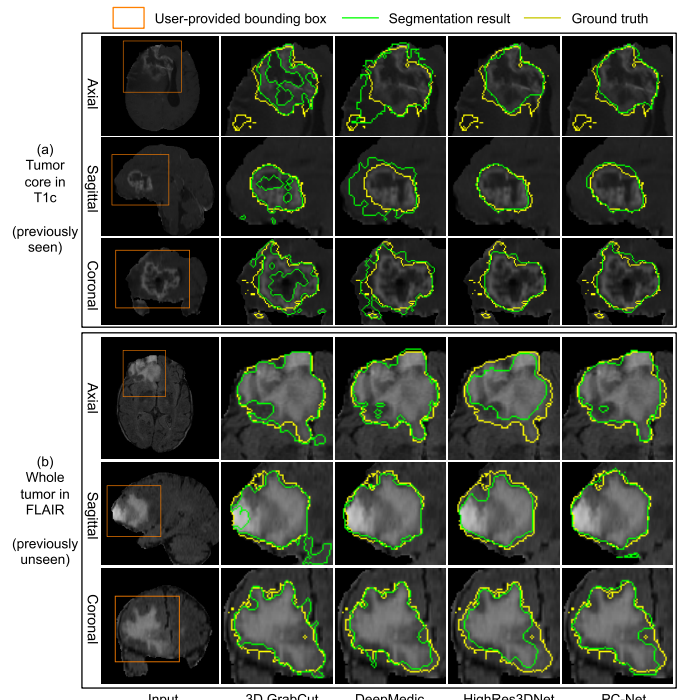 User-provided bounding box Segmentation result Ground truth
(a)
Tumor
core in
T1c
(previously
seen)
Axial
Sagittal
Coronal
(b)
Whole
tumor in
FLAIR
(previously
unseen)
Axial
Sagittal
Coronal
Input 3D GrabCut DeepMedic HighRes3DNet PC-Net